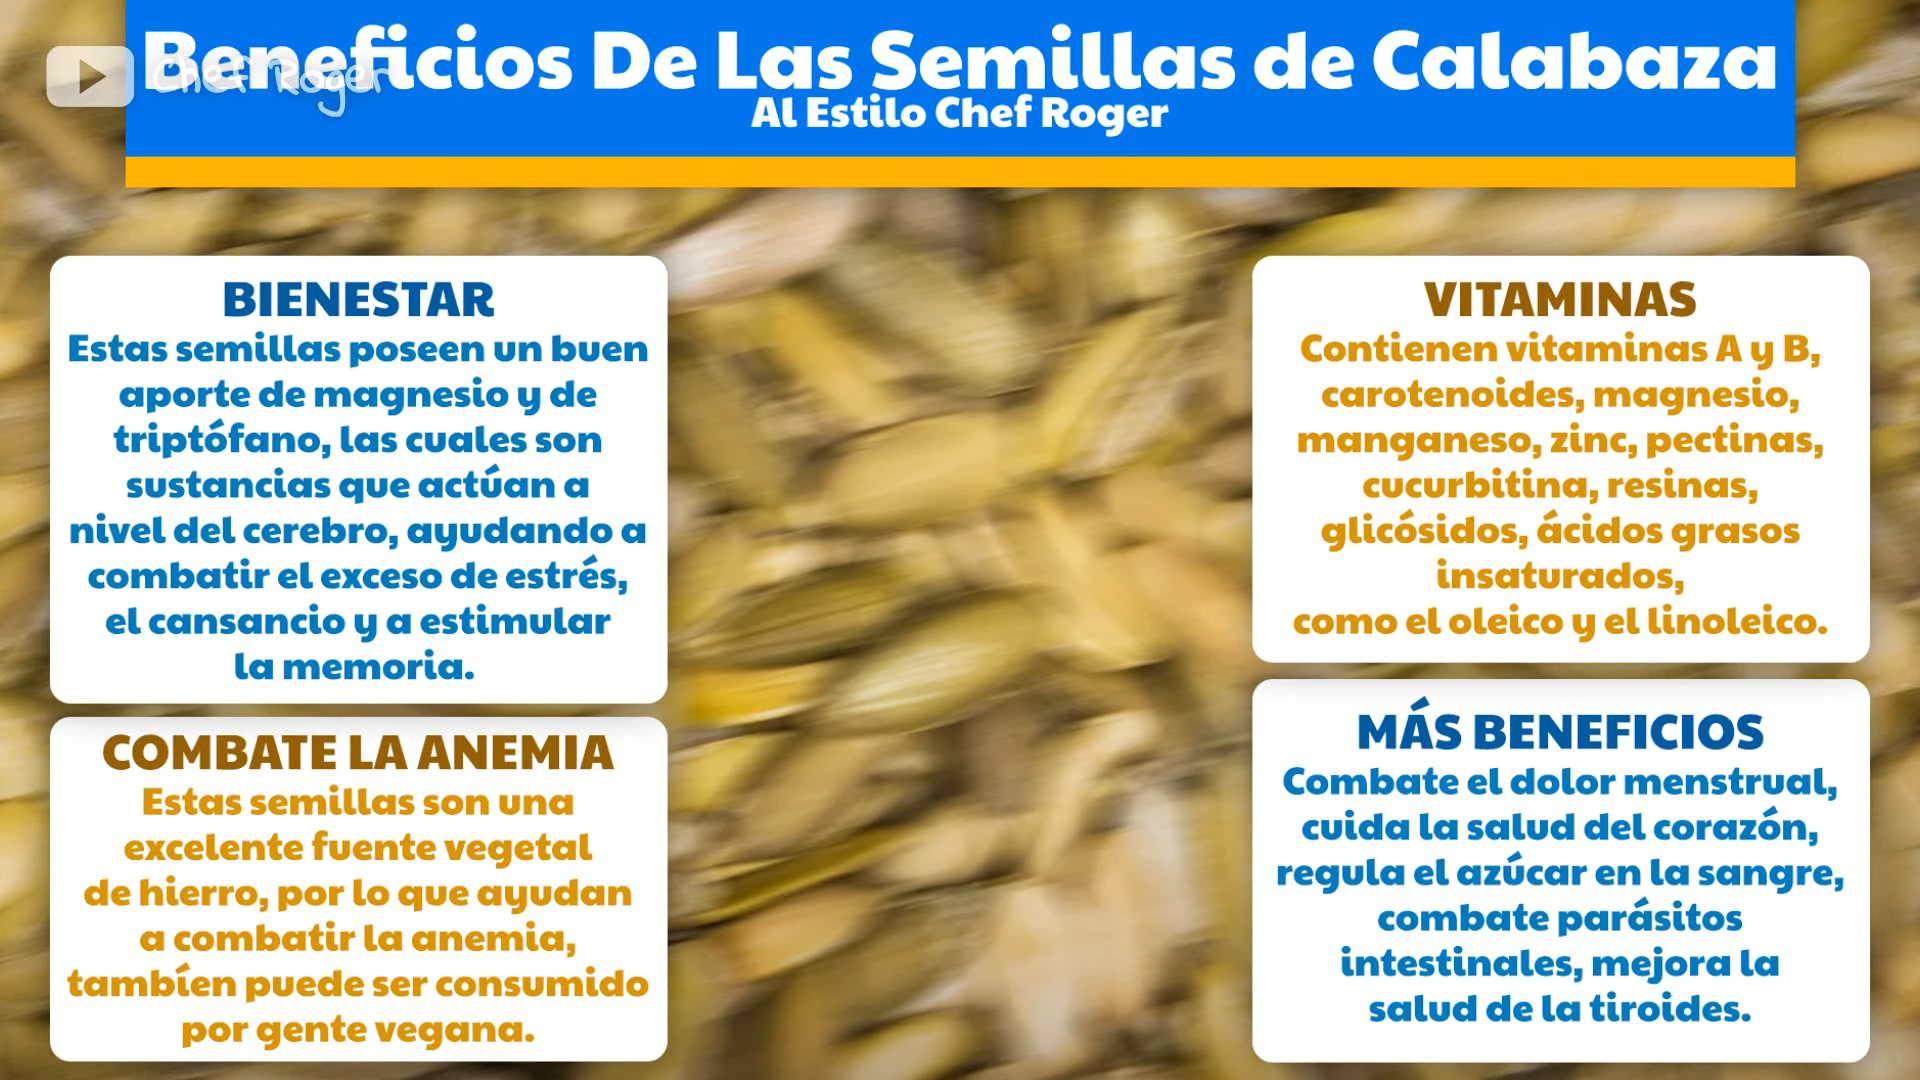 Beneficios De Las Semillas de Calabaza
Chef Roger
Al Estilo Chef Roger
BIENESTAR
Estas semillas poseen un buen
aporte de magnesio y de
triptófano, las cuales son
sustancias que actúan a
nivel del cerebro, ayudando a
combatir el exceso de estrés,
el cansancio y a estimular
la memoria.
COMBATE LA ANEMIA
Estas semillas son una
excelente fuente vegetal
de hierro, por lo que ayudan
a combatir la anemia,
tambíen puede ser consumido
por gente vegana.
VITAMINAS
Contienen vitaminas A y B,
carotenoides, magnesio,
manganeso, zinc, pectinas,
cucurbitina, resinas,
glicósidos, ácidos grasos
insaturados,
como el oleico y el linoleico.
MÁS BENEFICIOS
Combate el dolor menstrual,
cuida la salud del corazón,
regula el azúcar en la sangre,
combate parásitos
intestinales, mejora la
salud de la tiroides.